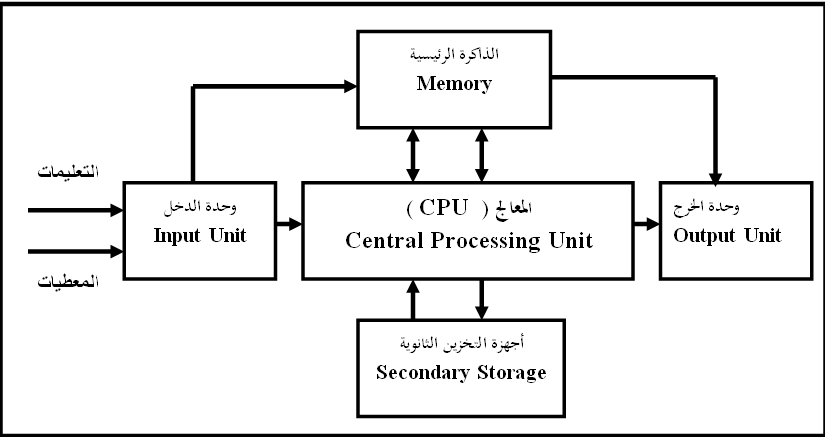 الذاكرة الرئيسية
Memory
التعليمات
وحدة الدخل
Input Unit
المعالج ( CPU )
Central Processing Unit
وحدة الخرج
Output Unit
المعطيات
أجهزة التخزين الثانوية
Secondary Storage